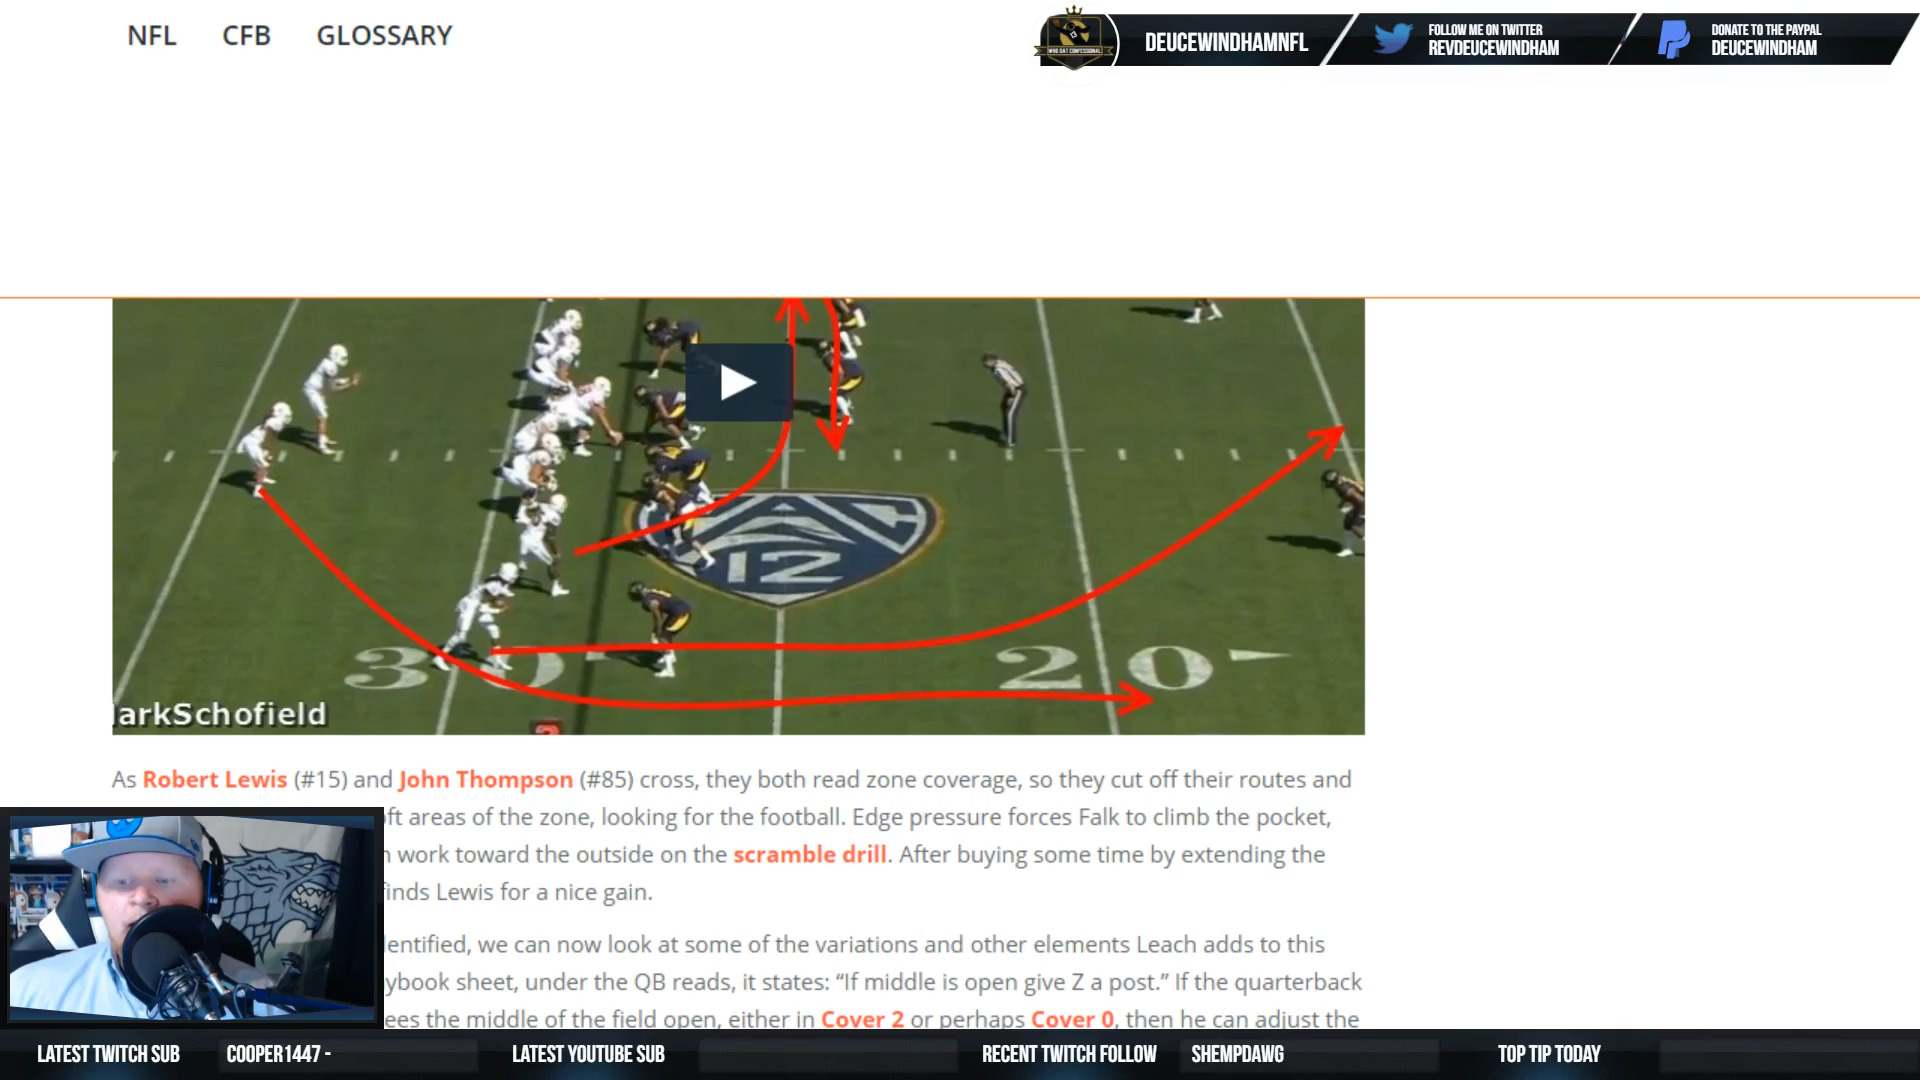 NFL CFB GLOSSARY
DEUCEWINDHAMNFL
FOLLOW ME ON TWITTER
REVDEUCEWINDHAM
DONATE TO THE PAYPAL
DEUCEWINDHAM
WHO DAT CONFESSIONAL
PAC
12
30 20
arkSchofield
As Robert Lewis (#15) and John Thompson (#85) cross, they both read zone coverage, so they cut off their routes and
ft areas of the zone, looking for the football. Edge pressure forces Falk to climb the pocket,
work toward the outside on the scramble drill. After buying some time by extending the
finds Lewis for a nice gain.
entified, we can now look at some of the variations and other elements Leach adds to this
ybook sheet, under the QB reads, it states: “If middle is open give Z a post.” If the quarterback
ees the middle of the field open, either in Cover 2 or perhaps Cover 0, then he can adjust the
LATEST TWITCH SUB COOPER1447 - LATEST YOUTUBE SUB RECENT TWITCH FOLLOW SHEMPDAWG TOP TIP TODAY